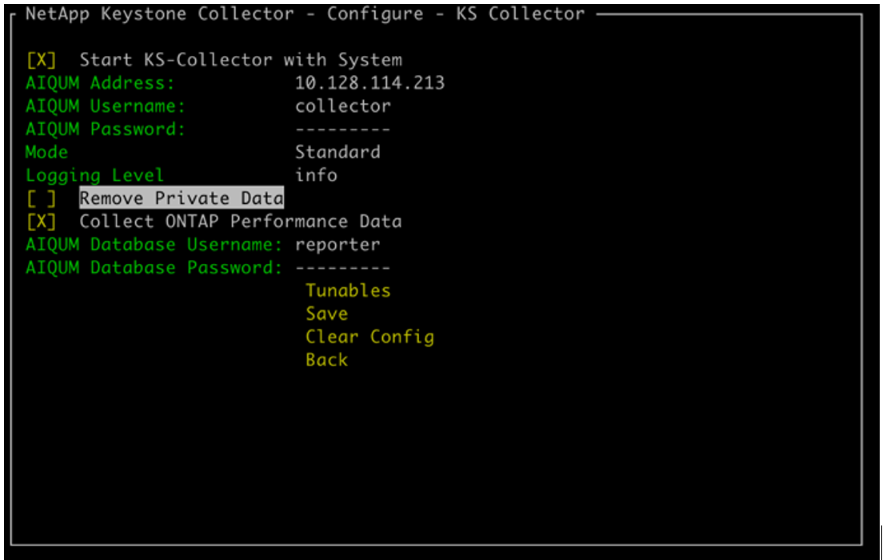 NetApp Keystone Collector - Configure - KS Collector
[X] Start KS-Collector with System
AIQUM Address: 10.128.114.213
AIQUM Username: collector
AIQUM Password: ---------
Mode Standard
Logging Level info
[ ] Remove Private Data
[X] Collect ONTAP Performance Data
AIQUM Database Username: reporter
AIQUM Database Password: ---------
Tunables
Save
Clear Config
Back